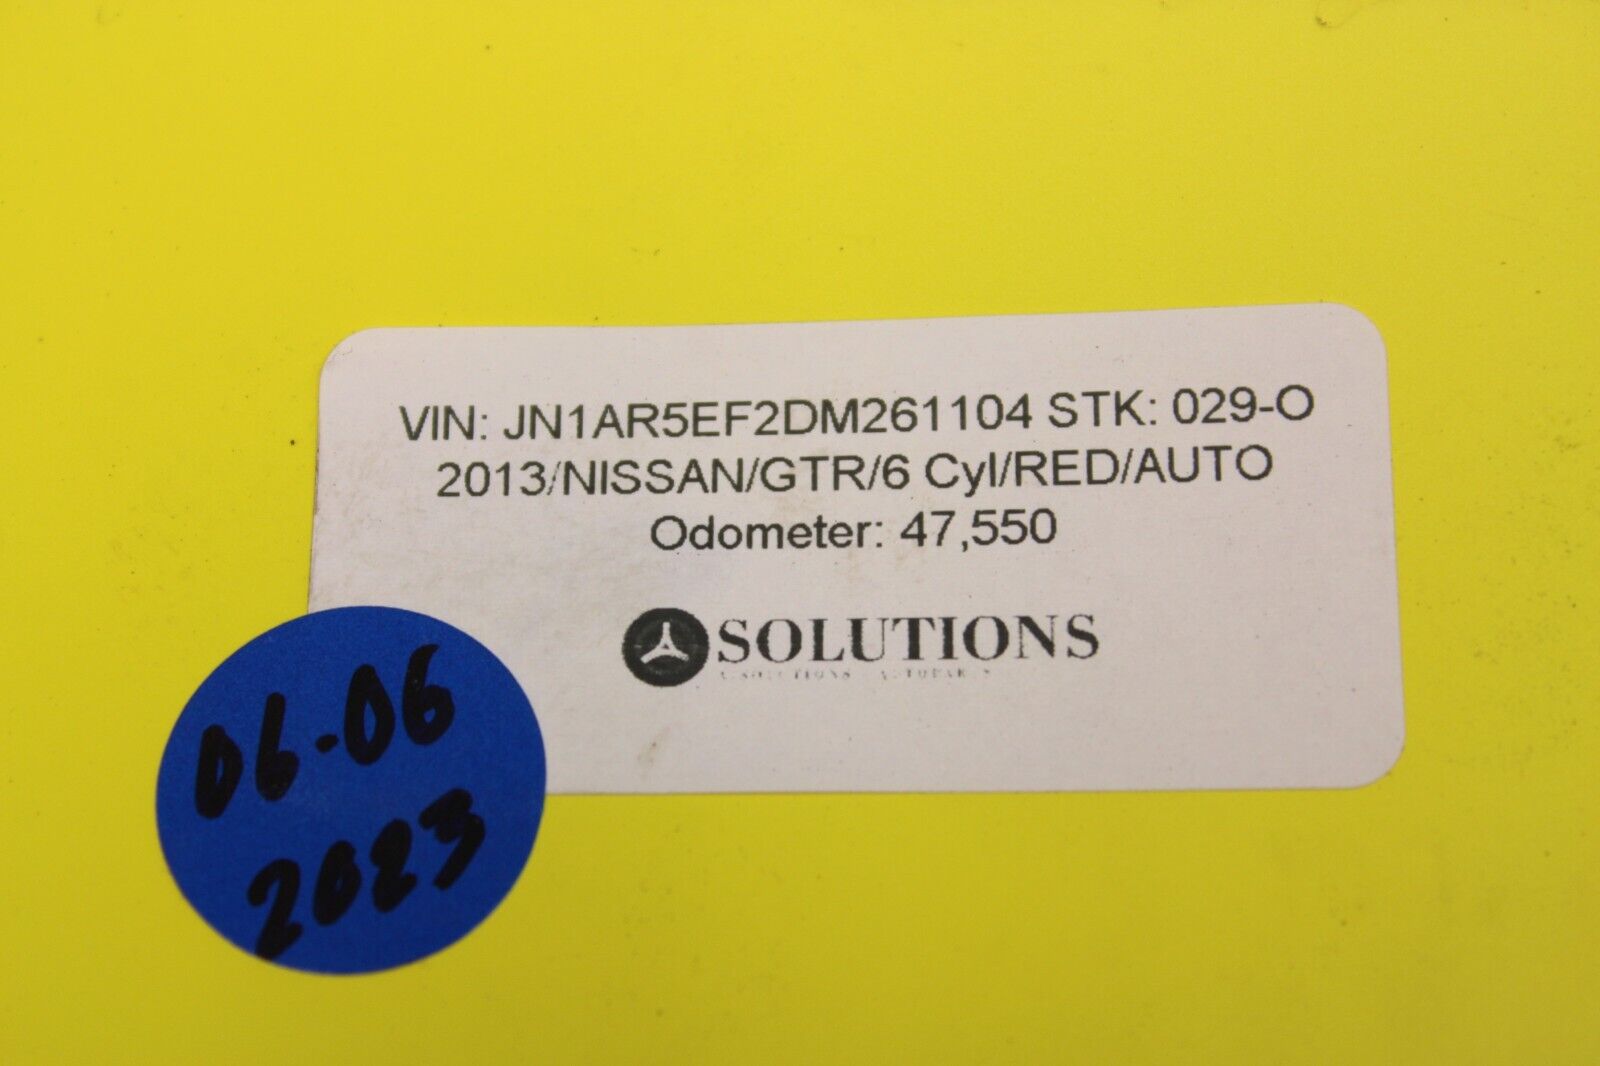 VIN: JN1AR5EF2DM261104 STK: 029-O
2013/NISSAN/GTR/6 Cyl/RED/AUTO
Odometer: 47,550
SOLUTIONS
06-06
2023